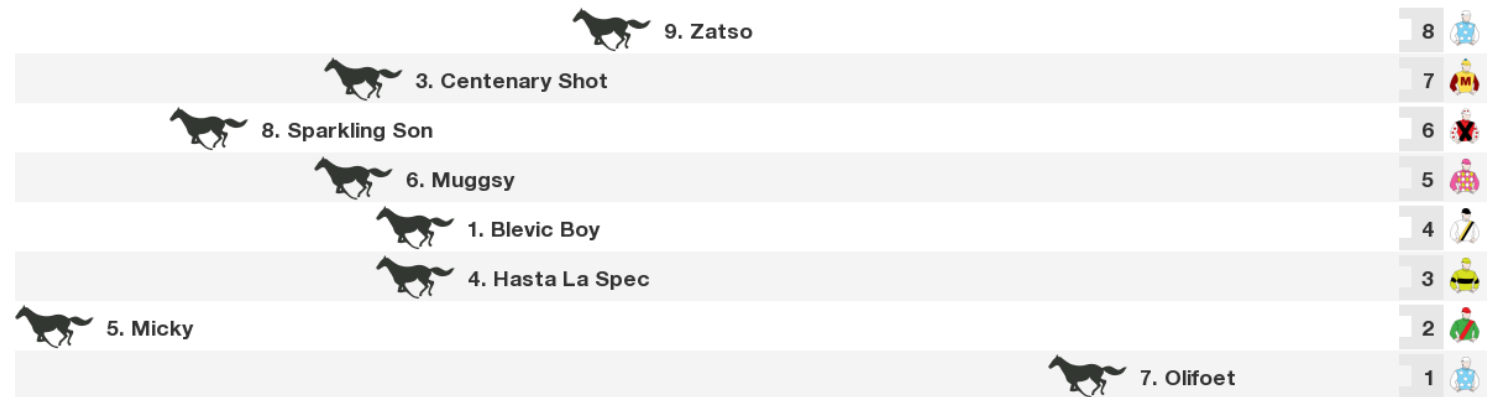 9. Zatso 8
3. Centenary Shot 7 M
8. Sparkling Son 6
6. Muggsy 5
1. Blevic Boy 4
4. Hasta La Spec 3
5. Micky 2
7. Olifoet 1